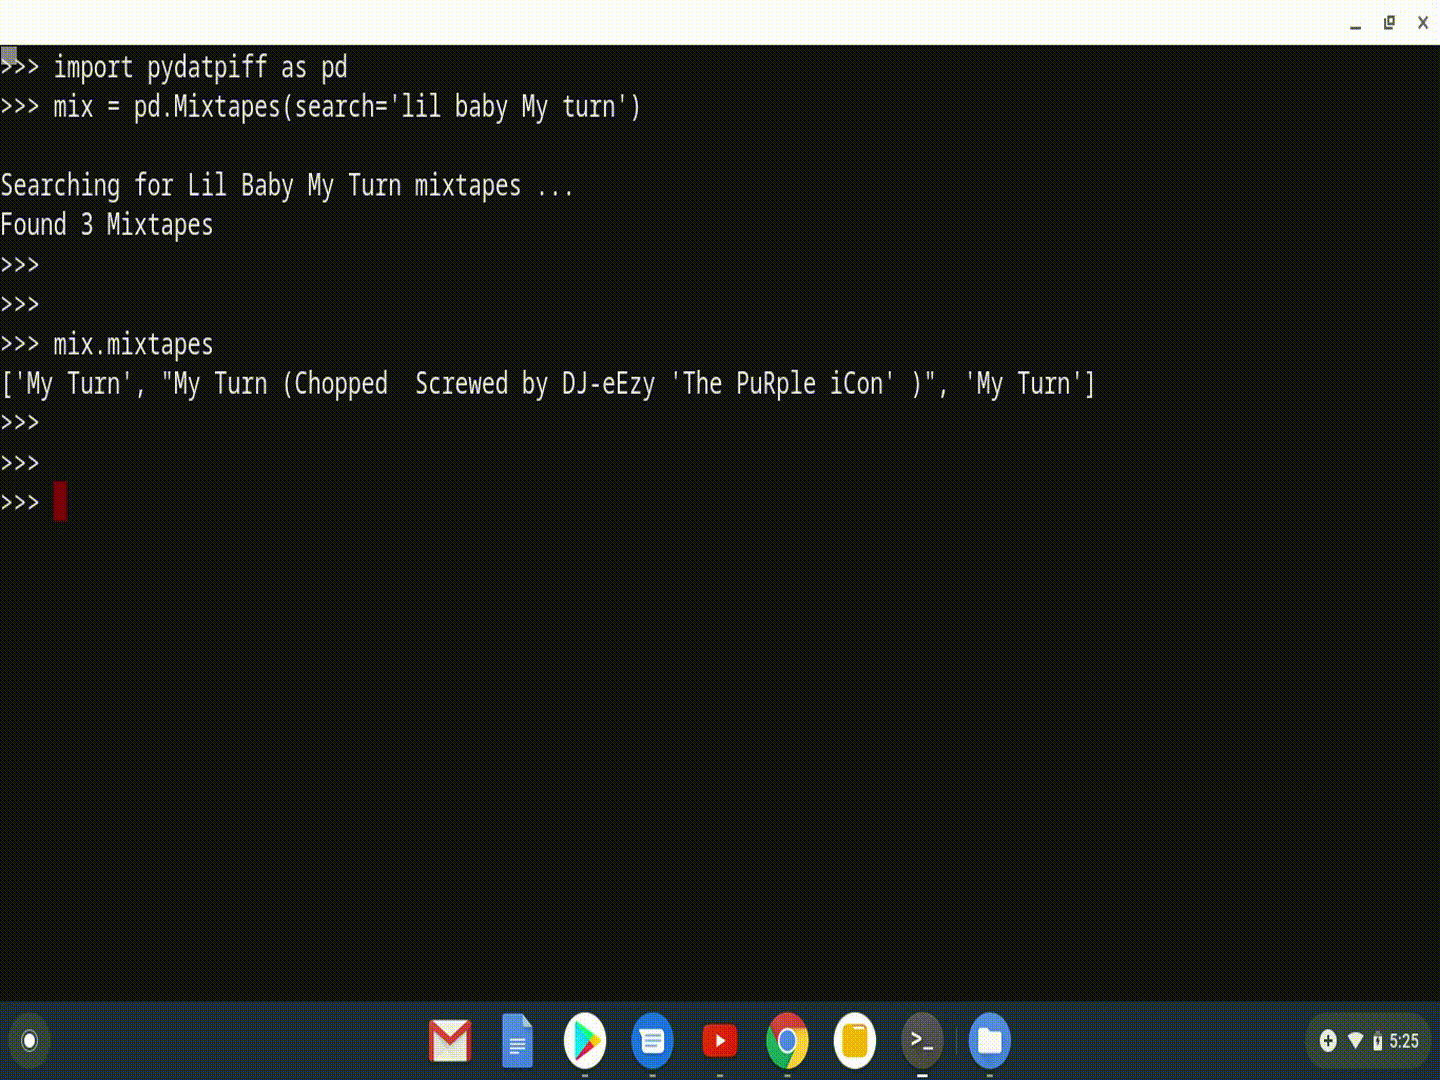 >>> import pydatpiff as pd
>>> mix = pd.Mixtapes(search='lil baby My turn')
Searching for Lil Baby My Turn mixtapes ...
Found 3 Mixtapes
>>>
>>>
>>> mix.mixtapes
['My Turn', "My Turn (Chopped  Screwed by DJ-eEzy 'The PuRple iCon' )", 'My Turn']
>>>
>>>
>>>
5:25